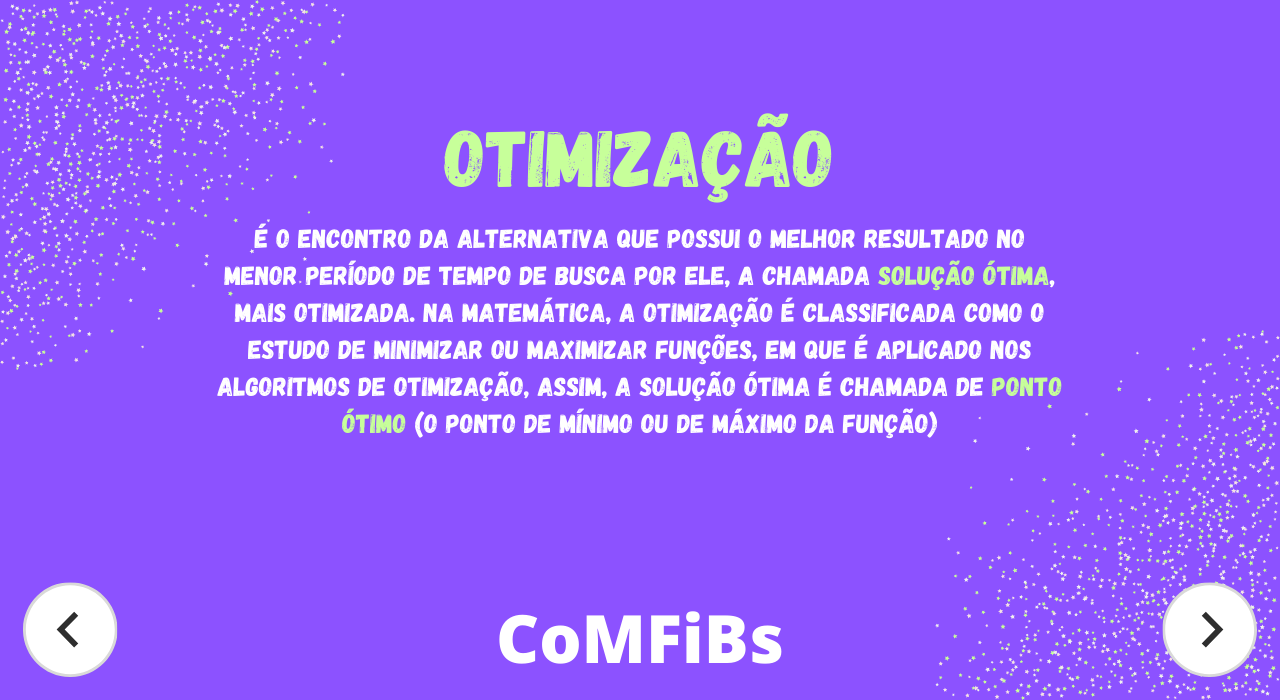 OTIMIZAÇÃO
É O ENCONTRO DA ALTERNATIVA QUE POSSUI O MELHOR RESULTADO NO
MENOR PERÍODO DE TEMPO DE BUSCA POR ELE, A CHAMADA SOLUÇÃO ÓTIMA,
MAIS OTIMIZADA. NA MATEMÁTICA, A OTIMIZAÇÃO É CLASSIFICADA COMO O
ESTUDO DE MINIMIZAR OU MAXIMIZAR FUNÇÕES, EM QUE É APLICADO NOS
ALGORITMOS DE OTIMIZAÇÃO, ASSIM, A SOLUÇÃO ÓTIMA É CHAMADA DE PONTO
ÓTIMO (O PONTO DE MÍNIMO OU DE MÁXIMO DA FUNÇÃO)
CoMFiBs